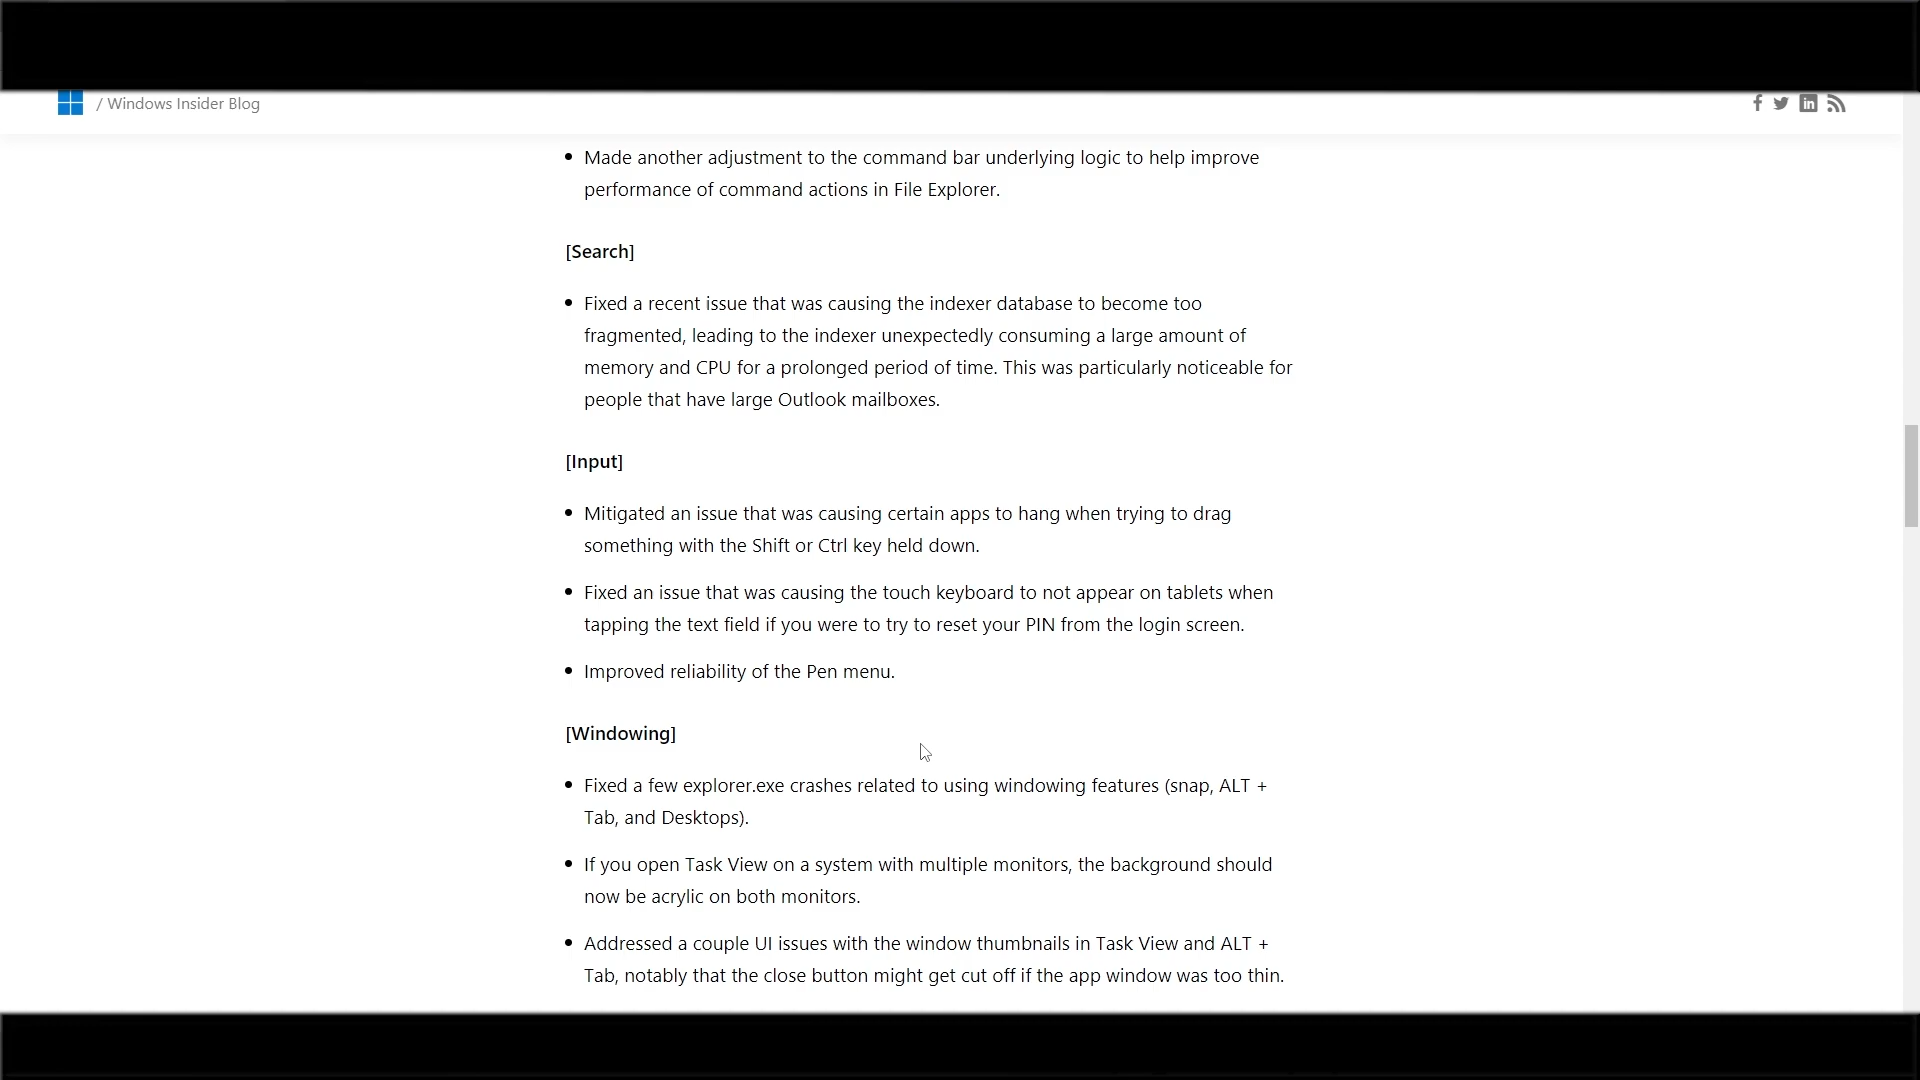 / Windows Insider Blog
• Made another adjustment to the command bar underlying logic to help improve
performance of command actions in File Explorer.
[Search]
• Fixed a recent issue that was causing the indexer database to become too
fragmented, leading to the indexer unexpectedly consuming a large amount of
memory and CPU for a prolonged period of time. This was particularly noticeable for
people that have large Outlook mailboxes.
[Input]
• Mitigated an issue that was causing certain apps to hang when trying to drag
something with the Shift or Ctrl key held down.
• Fixed an issue that was causing the touch keyboard to not appear on tablets when
tapping the text field if you were to try to reset your PIN from the login screen.
• Improved reliability of the Pen menu.
[Windowing]
• Fixed a few explorer.exe crashes related to using windowing features (snap, ALT +
Tab, and Desktops).
• If you open Task View on a system with multiple monitors, the background should
now be acrylic on both monitors.
• Addressed a couple UI issues with the window thumbnails in Task View and ALT +
Tab, notably that the close button might get cut off if the app window was too thin.